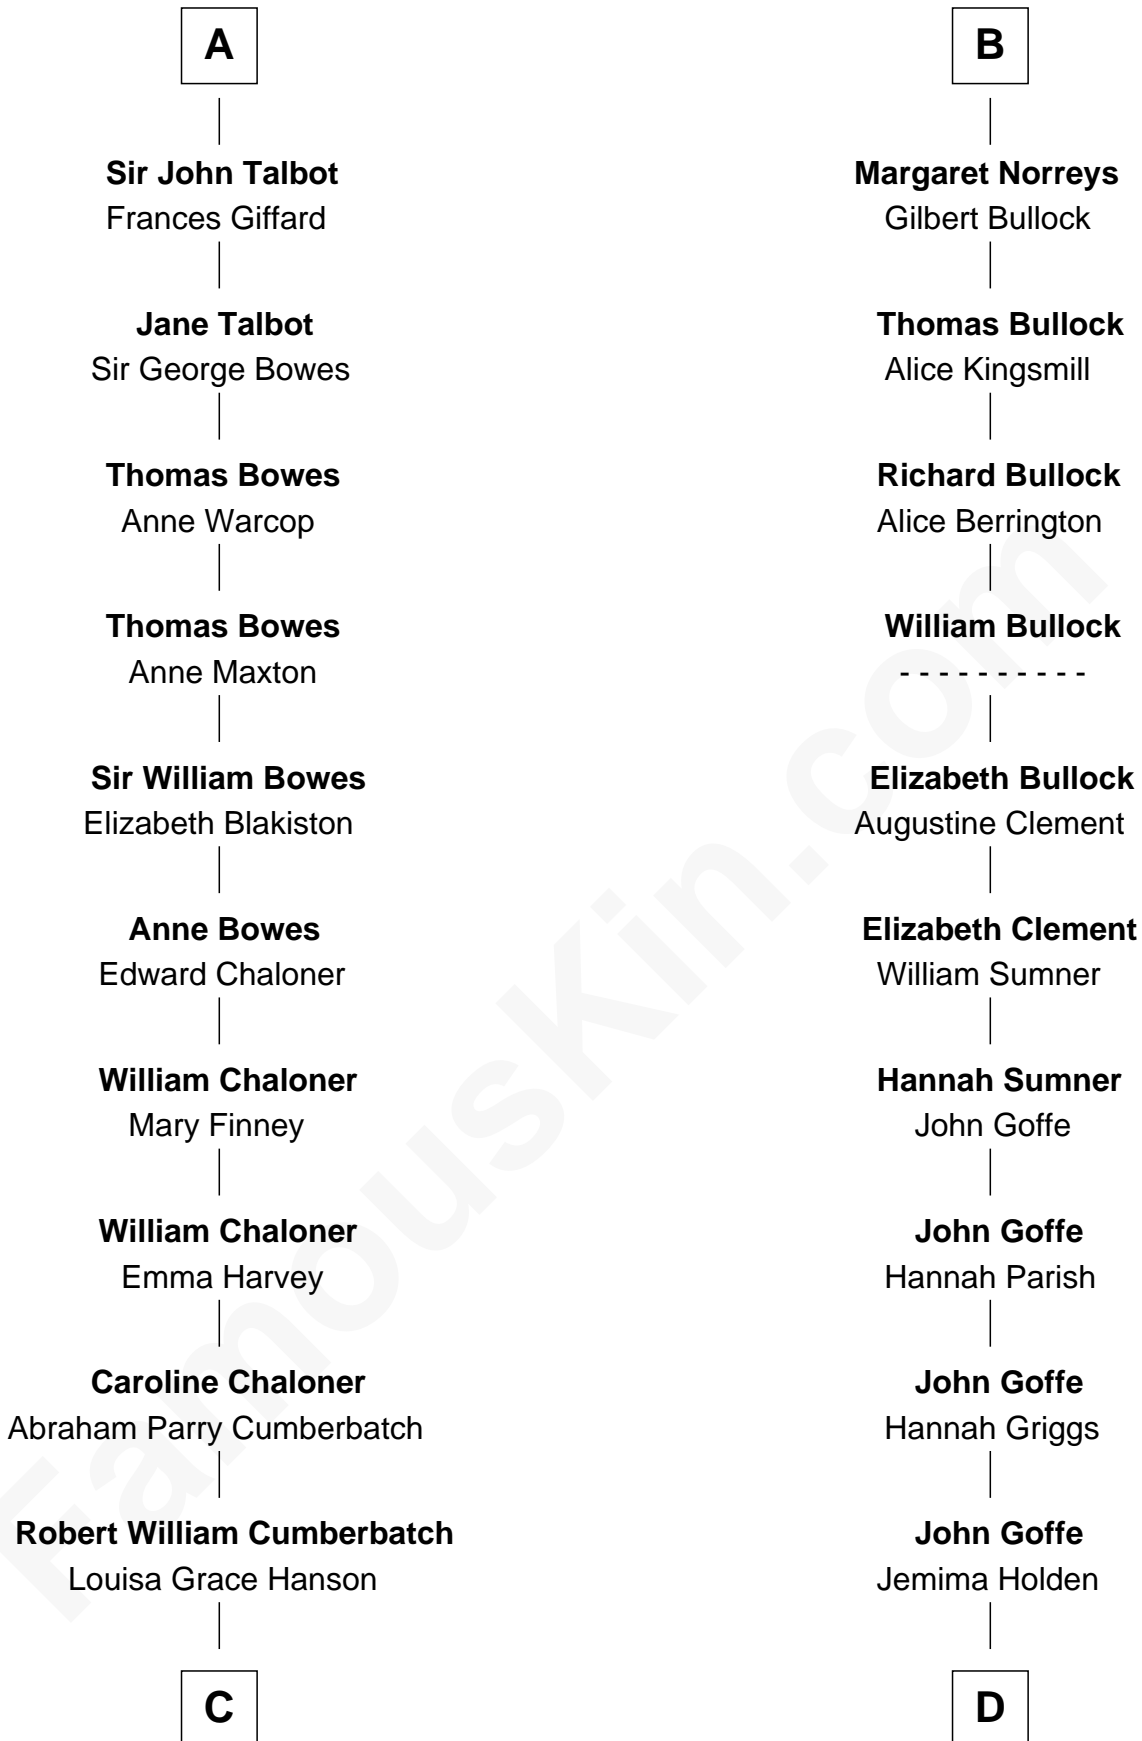 A
Sir John Talbot
Frances Giffard
Jane Talbot
Sir George Bowes
Thomas Bowes
Anne Warcop
Thomas Bowes
Anne Maxton
Sir William Bowes
Elizabeth Blakiston
Anne Bowes
Edward Chaloner
William Chaloner
Mary Finney
William Chaloner
Emma Harvey
Caroline Chaloner
Abraham Parry Cumberbatch
Robert William Cumberbatch
Louisa Grace Hanson
C
B
Margaret Norreys
Gilbert Bullock
Thomas Bullock
Alice Kingsmill
Richard Bullock
Alice Berrington
William Bullock
- - - - - - - - - -
Elizabeth Bullock
Augustine Clement
Elizabeth Clement
William Sumner
Hannah Sumner
John Goffe
John Goffe
Hannah Parish
John Goffe
Hannah Griggs
John Goffe
Jemima Holden
D
FamousKin.com